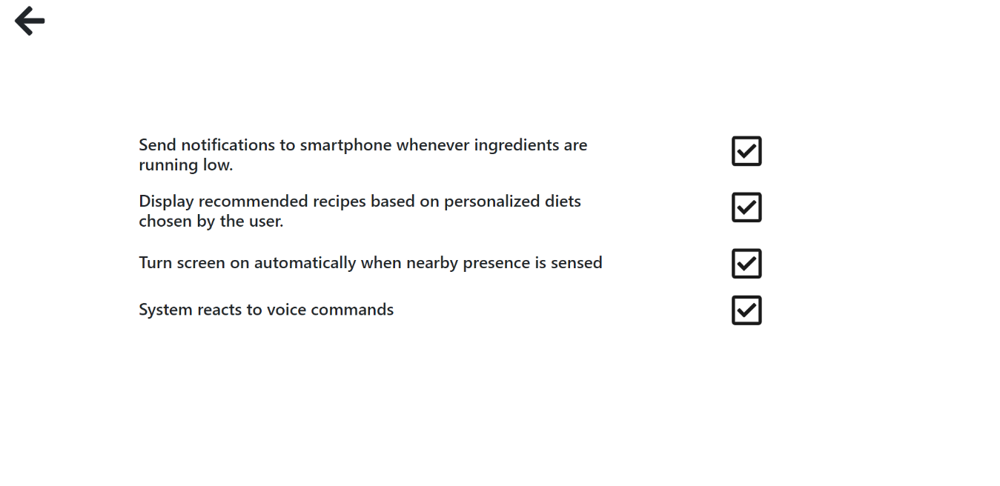 Send notifications to smartphone whenever ingredients are
running low.
Display recommended recipes based on personalized diets
chosen by the user.
Turn screen on automatically when nearby presence is sensed
System reacts to voice commands